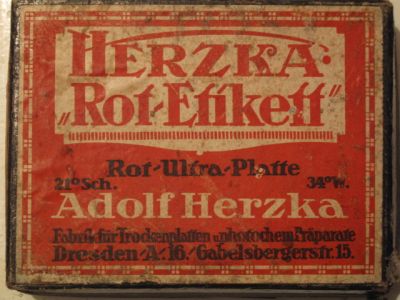 HERZKA
„Rot-Etikett"
Rot-Ultra-Platte
21° Sch. 34° W.
Adolf Herzka
Fabrik für Trockenplatten u. photochem. Präparate
Dresden-A.16, Gabelsbergerstr. 15.